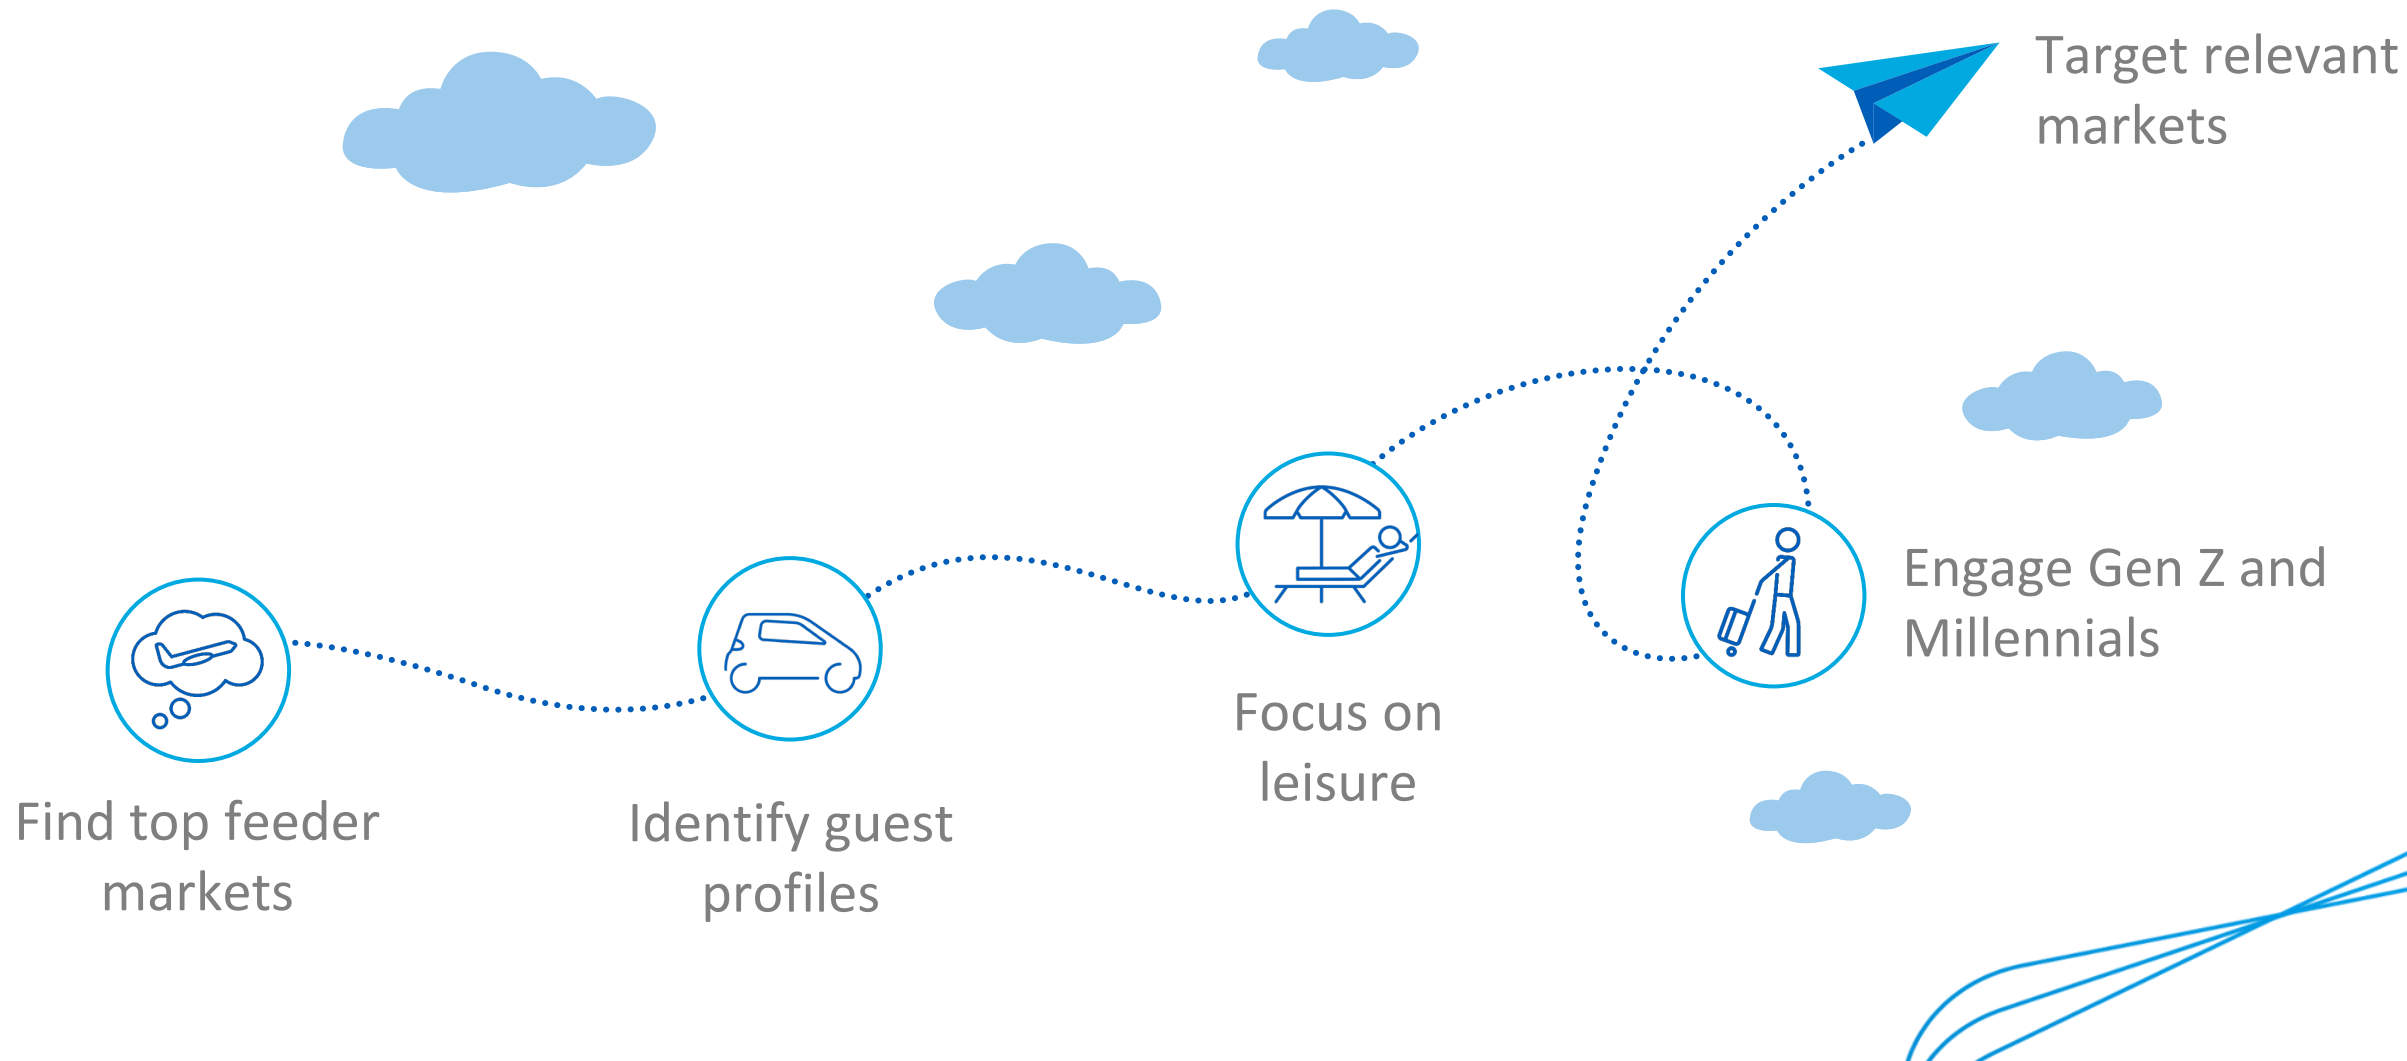 Find top feeder
markets
Identify guest
profiles
Focus on
leisure
Engage Gen Z and
Millennials
Target relevant
markets